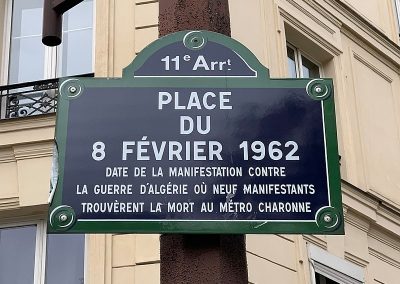 11e Arrt.
PLACE
DU
8 FÉVRIER 1962
DATE DE LA MANIFESTATION CONTRE
LA GUERRE D'ALGÉRIE OÙ NEUF MANIFESTANTS
TROUVÈRENT LA MORT AU MÉTRO CHARONNE